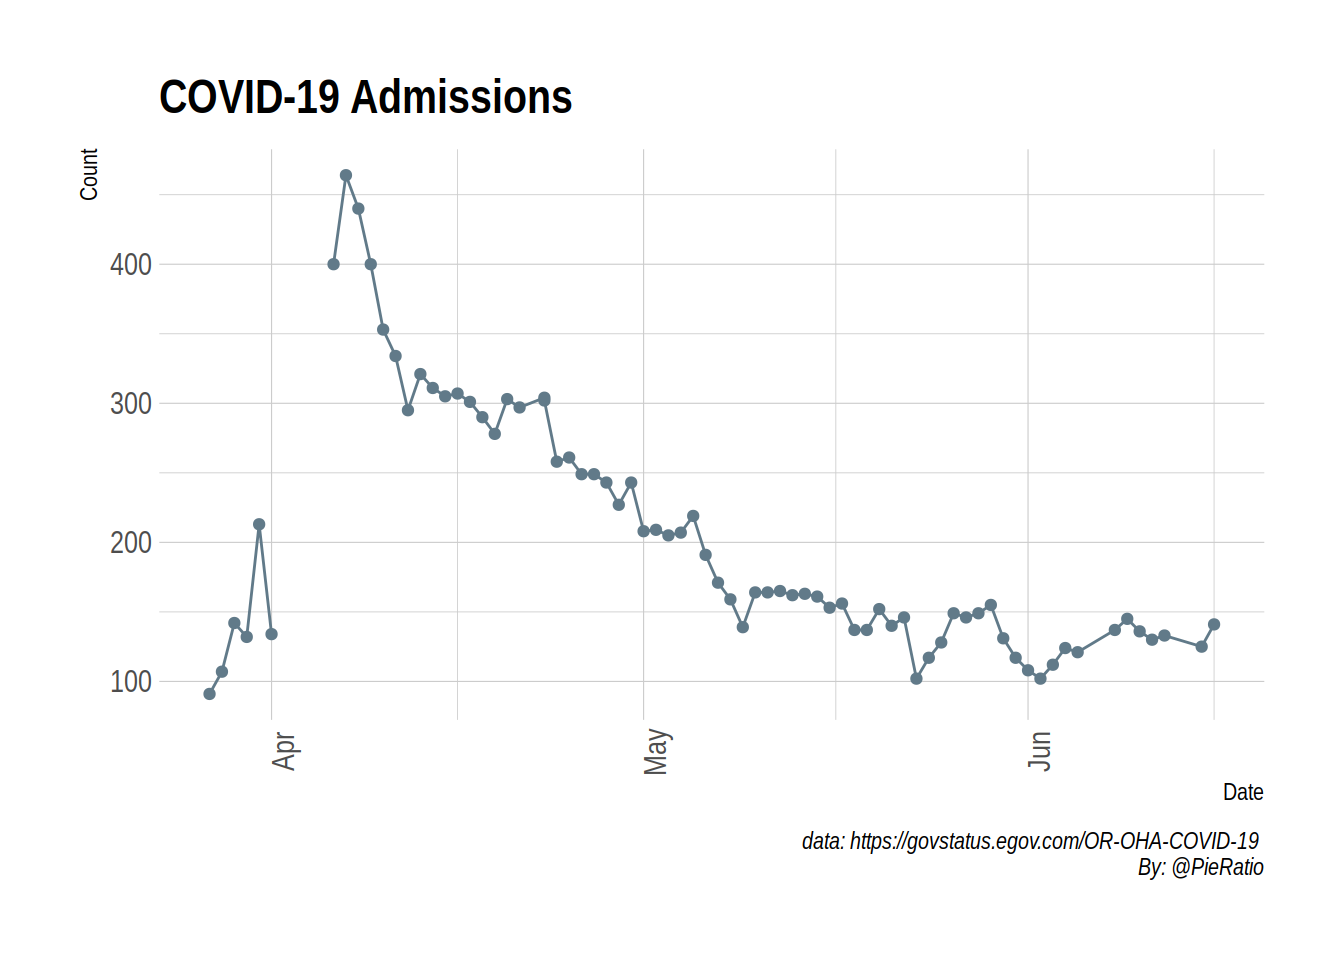 COVID-19 Admissions
Count
400
300
200
100
Apr
May
Jun
Date
data: https://govstatus.egov.com/OR-OHA-COVID-19
By: @PieRatio